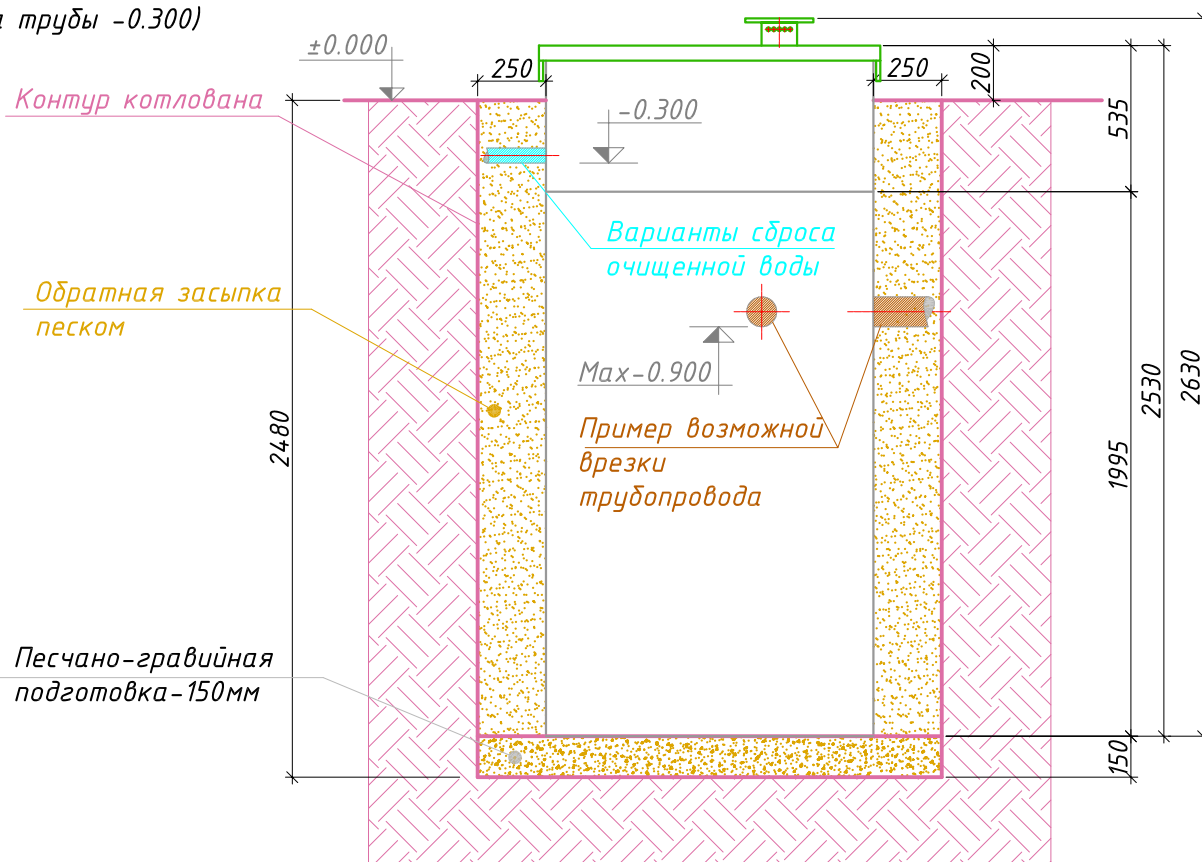 трубы -0.300)
±0.000
250
250
200
Контур котлована
-0.300
535
Варианты сброса
очищенной воды
Обратная засыпка
песком
Max-0.900
2480
Пример возможной
врезки
трубопровода
1995
2530
2630
Песчано-гравийная
подготовка-150мм
150